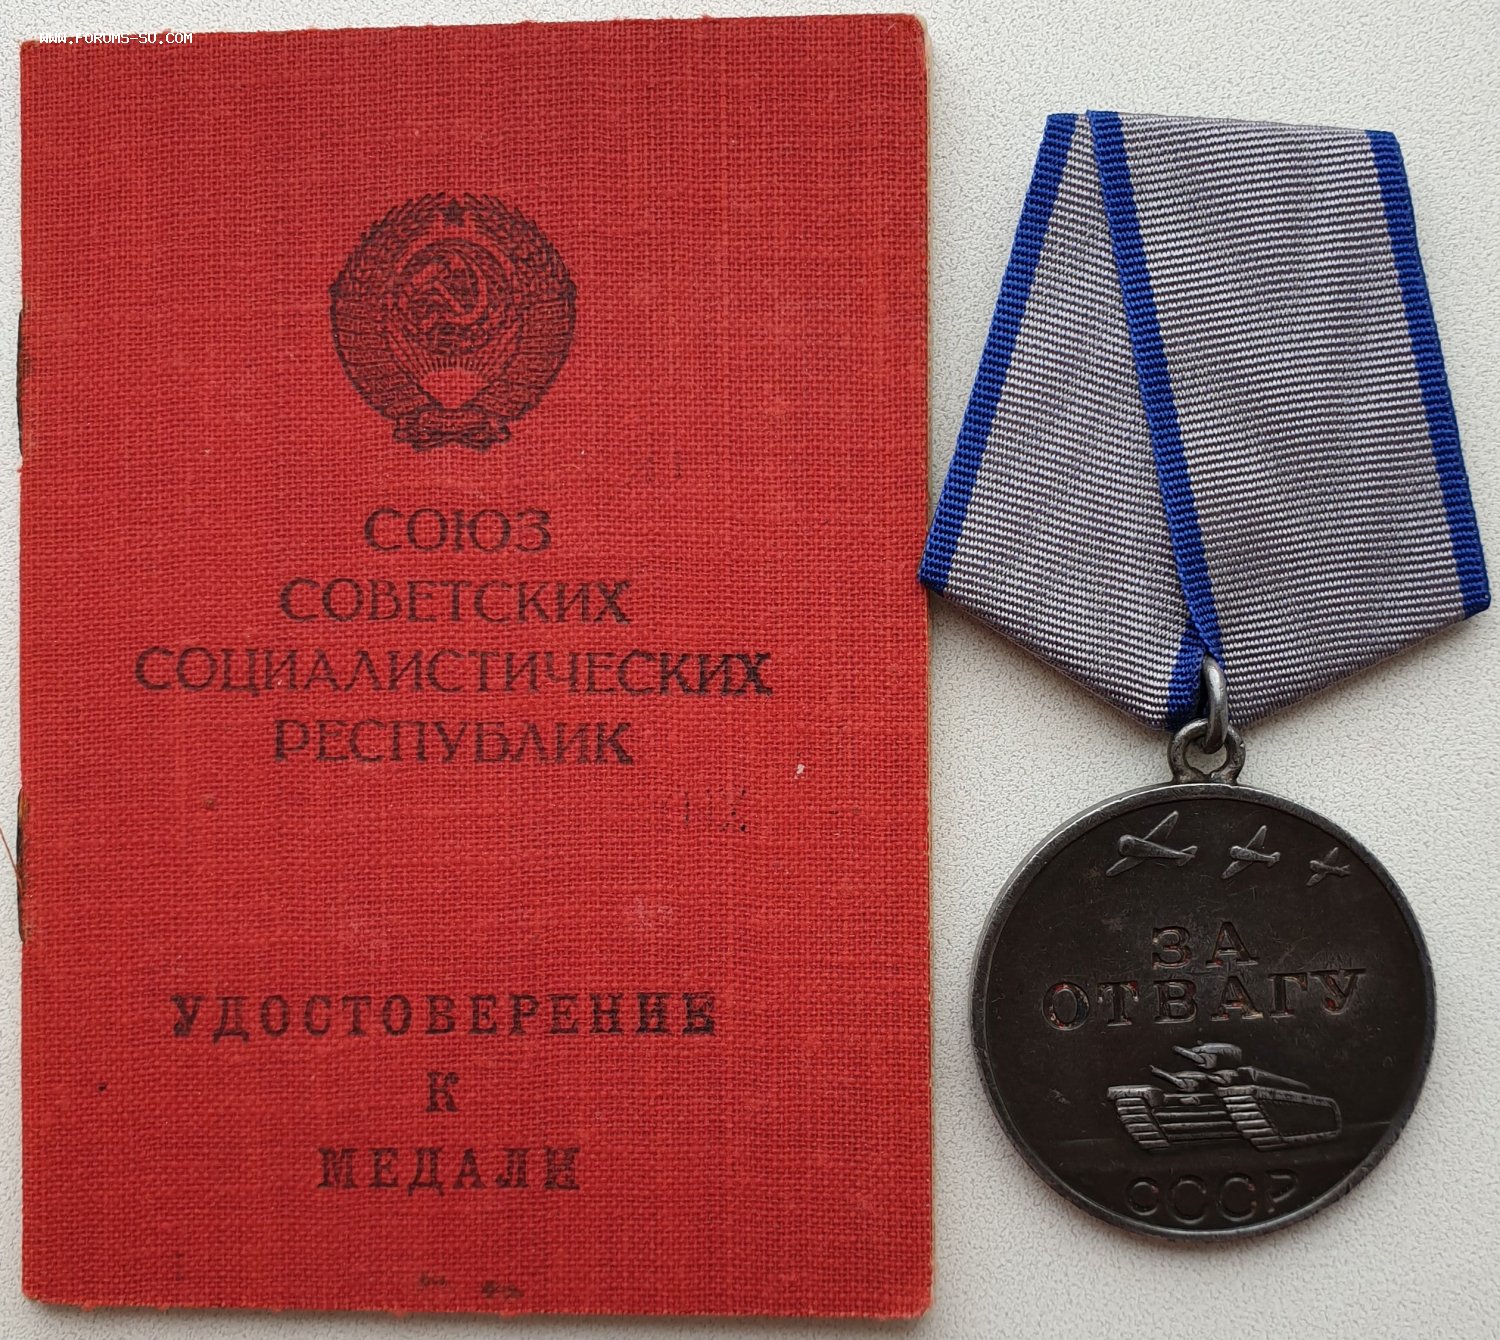 WWW.FORUMS-SU.COM
СОЮЗ
СОВЕТСКИХ
СОЦИАЛИСТИЧЕСКИХ
РЕСПУБЛИК
УДОСТОВЕРЕНИЕ
К
МЕДАЛИ
ЗА
ОТВАГУ
СССР